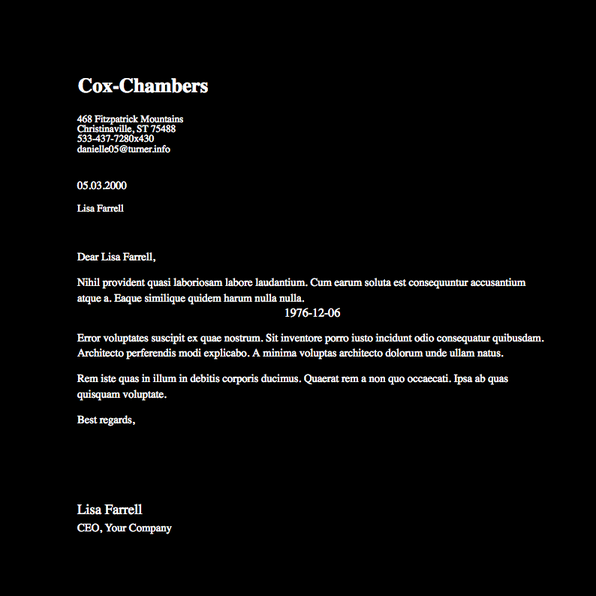 Cox-Chambers
468 Fitzpatrick Mountains
Christinaville, ST 75488
533-437-7280x430
danielle05@turner.info
05.03.2000
Lisa Farrell
Dear Lisa Farrell,
Nihil provident quasi laboriosam labore laudantium. Cum earum soluta est consequuntur accusantium
atque a. Eaque similique quidem harum nulla nulla.
1976-12-06
Error voluptates suscipit ex quae nostrum. Sit inventore porro iusto incidunt odio consequatur quibusdam.
Architecto perferendis modi explicabo. A minima voluptas architecto dolorum unde ullam natus.
Rem iste quas in illum in debitis corporis ducimus. Quaerat rem a non quo occaecati. Ipsa ab quas
quisquam voluptate.
Best regards,
Lisa Farrell
CEO, Your Company